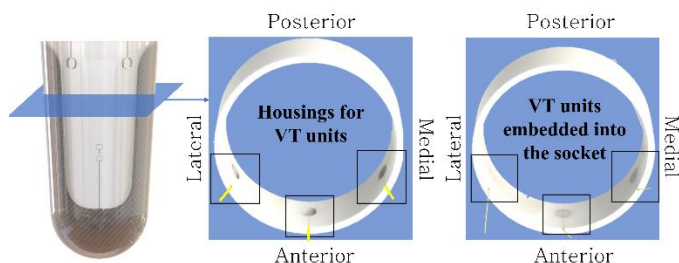 Posterior
Lateral
Housings for
VT units
Medial
Anterior
Posterior
Lateral
VT units
embedded into
the socket
Medial
Anterior